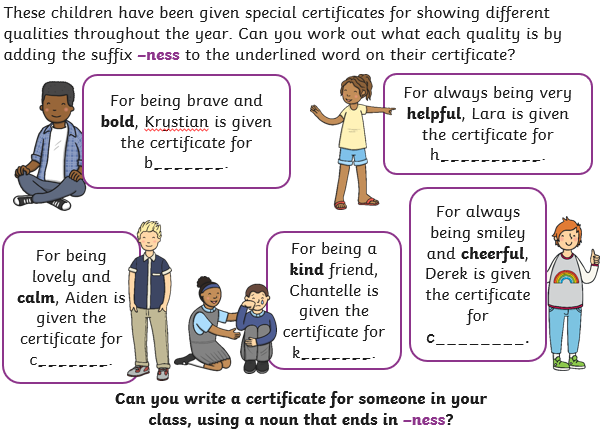 These children have been given special certificates for showing different
qualities throughout the year. Can you work out what each quality is by
adding the suffix –ness to the underlined word on their certificate?
For being brave and
bold, Krystian is given
the certificate for
b_______.
For always being very
helpful, Lara is given
the certificate for
h__________.
For being
lovely and
calm, Aiden is
given the
certificate for
c_______.
For being a
kind friend,
Chantelle is
given the
certificate for
k_______.
For always
being smiley
and cheerful,
Derek is given
the certificate
for
c________.
Can you write a certificate for someone in your
class, using a noun that ends in –ness?